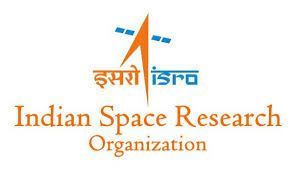 इसरो isro
Indian Space Research
Organization